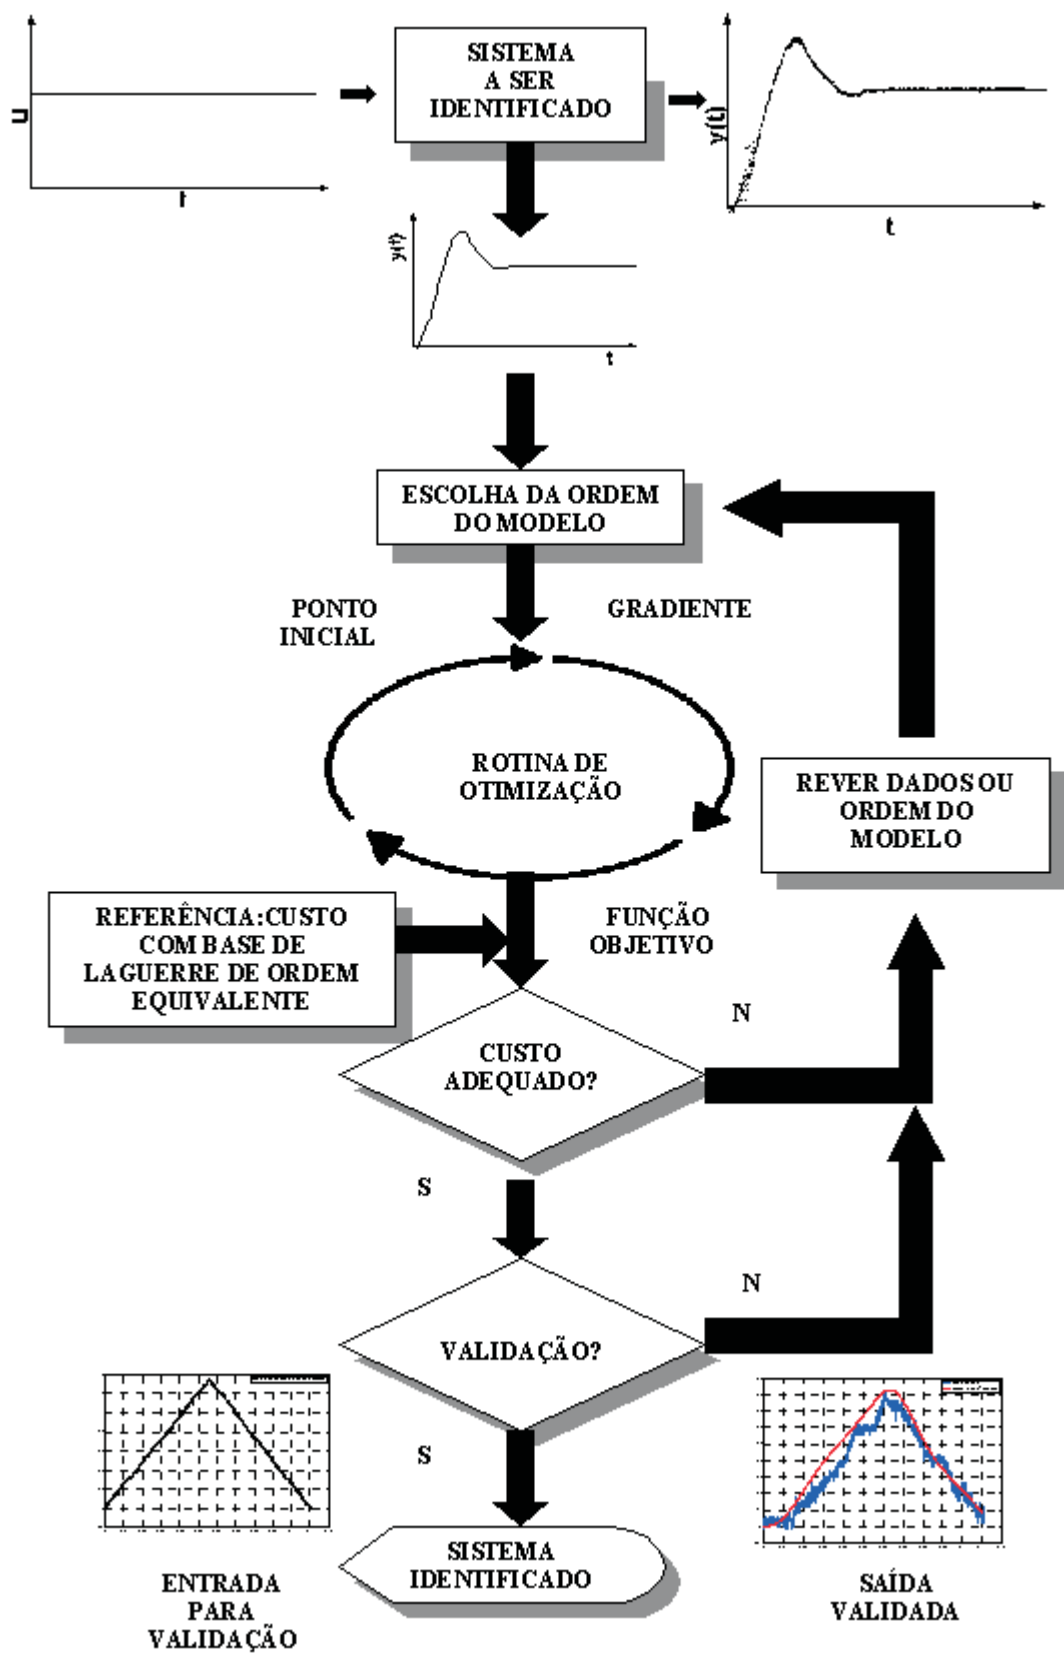 SISTEMA
A SER
IDENTIFICADO
u
t
y(t)
t
y(t)
t
ESCOLHA DA ORDEM
DO MODELO
PONTO
INICIAL
GRADIENTE
ROTINA DE
OTIMIZAÇÃO
REVER DADOS OU
ORDEM DO
MODELO
REFERÊNCIA:CUSTO
COM BASE DE
LAGUERRE DE ORDEM
EQUIVALENTE
FUNÇÃO
OBJETIVO
CUSTO
ADEQUADO?
N
S
VALIDAÇÃO?
N
S
SISTEMA
IDENTIFICADO
ENTRADA
PARA
VALIDAÇÃO
SAÍDA
VALIDADA